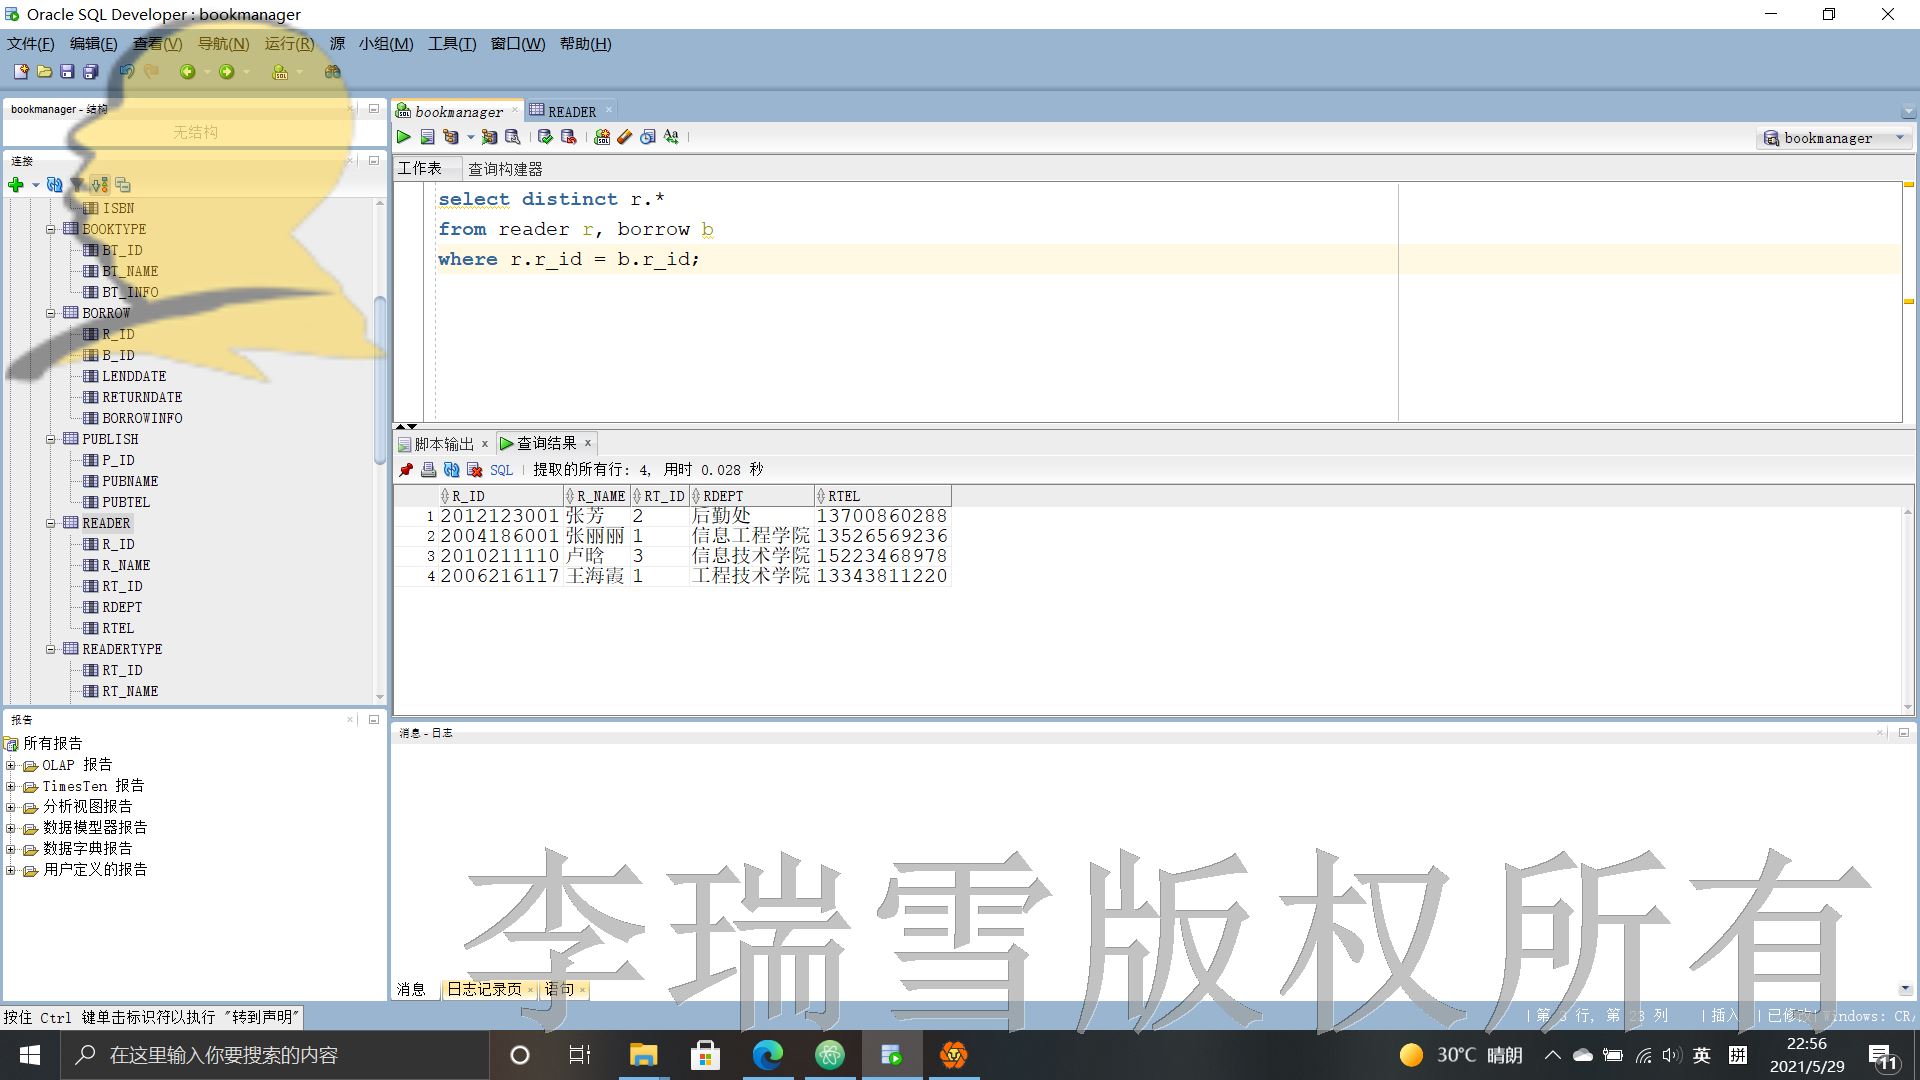 Oracle SQL Developer : bookmanager
文件(F) 编辑(E) 查看(V) 导航(N) 运行(R) 源 小组(M) 工具(T) 窗口(W) 帮助(H)
bookmanager - 结构
无结构
连接
ISBN
BOOKTYPE
BT_ID
BT_NAME
BT_INFO
BORROW
R_ID
B_ID
LENDDATE
RETURNDATE
BORROWINFO
PUBLISH
P_ID
PUBNAME
PUBTEL
READER
R_ID
R_NAME
RT_ID
RDEPT
RTEL
READERTYPE
RT_ID
RT_NAME
报告
所有报告
OLAP 报告
TimesTen 报告
分析视图报告
数据模型器报告
数据字典报告
用户定义的报告
bookmanager READER
bookmanager
工作表 查询构建器
select distinct r.*
from reader r, borrow b
where r.r_id = b.r_id;
脚本输出 查询结果
SQL 提取的所有行: 4, 用时 0.028 秒
R_ID R_NAME RT_ID RDEPT RTEL
1 2012123001 张芳 2 后勤处 13700860288
2 2004186001 张丽丽 1 信息工程学院 13526569236
3 2010211110 卢晗 3 信息技术学院 15223468978
4 2006216117 王海霞 1 工程技术学院 13343811220
消息 - 日志
李瑞雪版权所有
消息 日志记录页 语句
按住 Ctrl 键单击标识符以执行 "转到声明"
第 3 行, 第 23 列 插入 已修改 Windows: CR/
在这里输入你要搜索的内容
30°C 晴朗
英 拼
22:56
2021/5/29
11